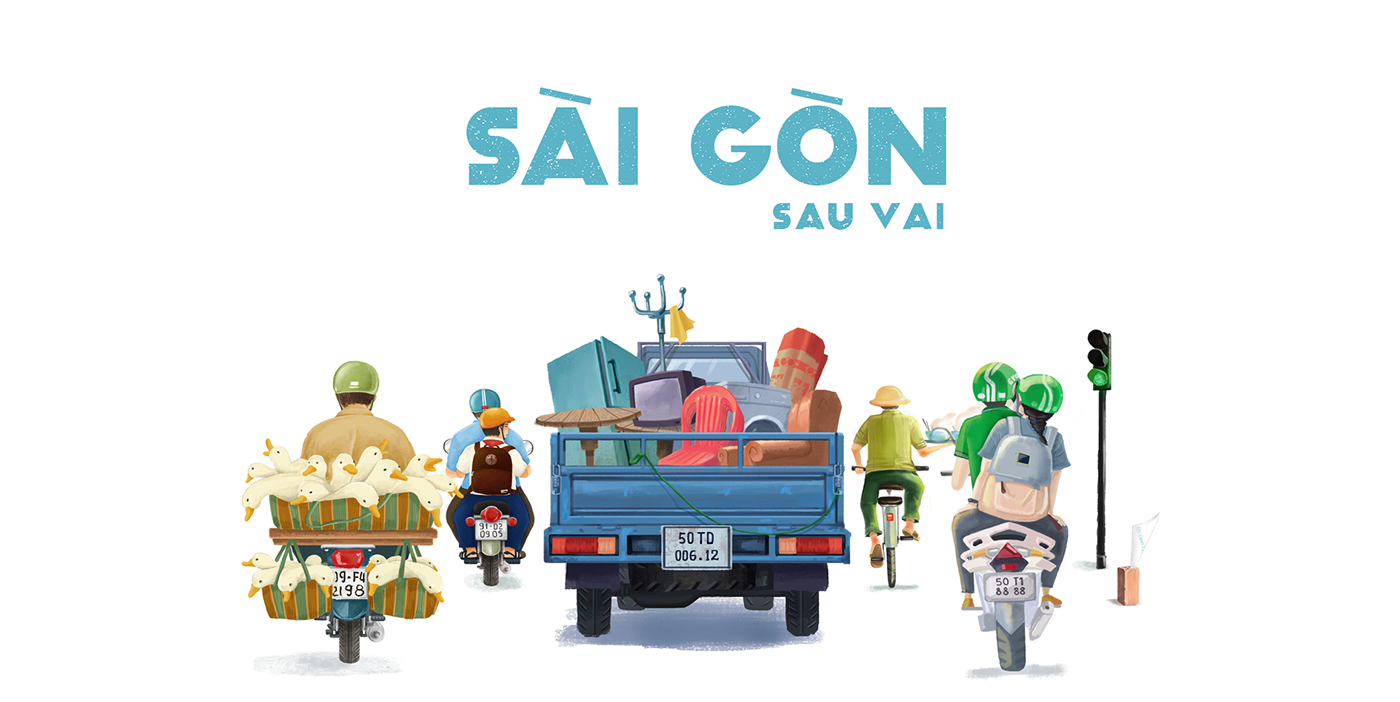 SÀI GÒN
SAU VAI
91-D2
09.05
50 TD
006.12
09-F4
2198
50 T1
88 88